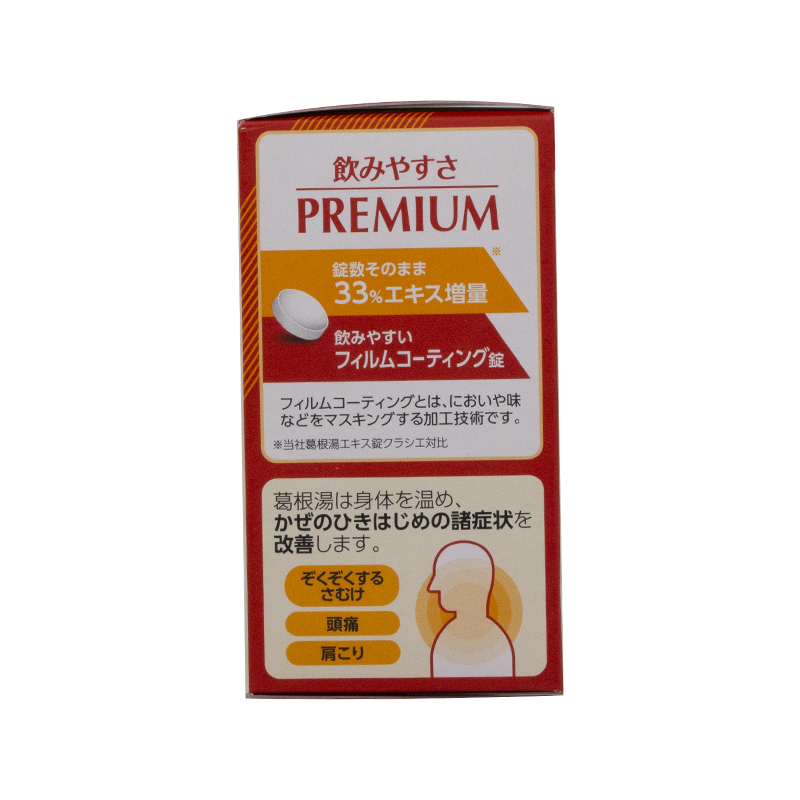 飲みやすさ
PREMIUM
※
錠数そのまま
33%エキス増量
飲みやすい
フィルムコーティング錠
フィルムコーティングとは、においや味
などをマスキングする加工技術です。
※当社葛根湯エキス錠クラシエ対比
葛根湯は身体を温め、
かぜのひきはじめの諸症状を
改善します。
ぞくぞくする
さむけ
頭痛
肩こり